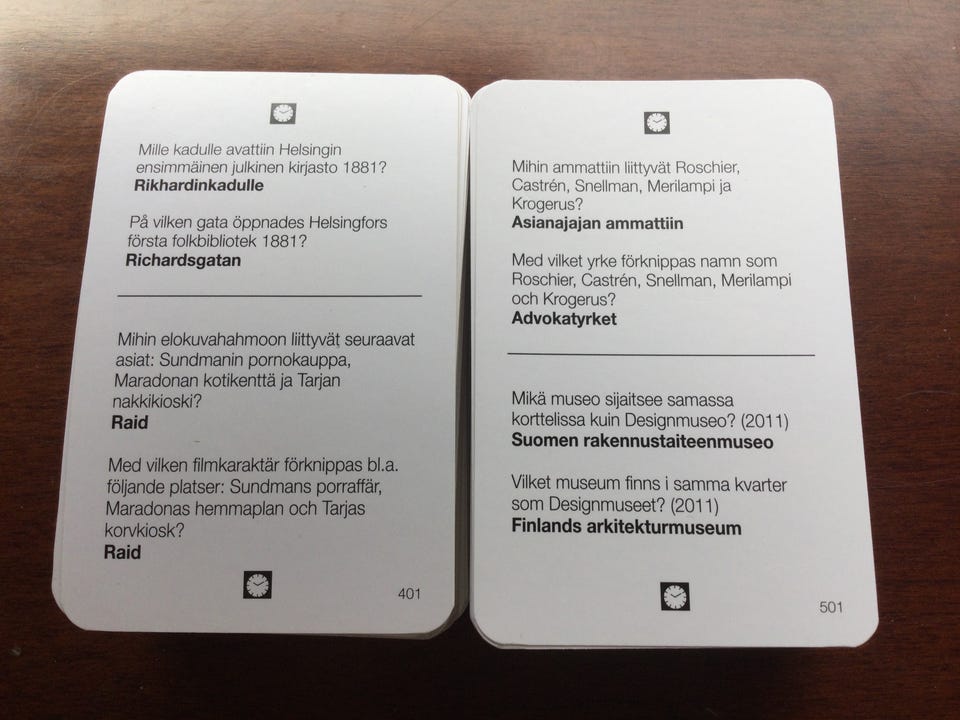 Mille kadulle avattiin Helsingin
ensimmäinen julkinen kirjasto 1881?
Rikhardinkadulle
På vilken gata öppnades Helsingfors
första folkbibliotek 1881?
Richardsgatan
Mihin elokuvahahmoon liittyvät seuraavat
asiat: Sundmanin pornokauppa,
Maradonan kotikenttä ja Tarjan
nakkikioski?
Raid
Med vilken filmkaraktär förknippas bl.a.
följande platser: Sundmans porraffär,
Maradonas hemmaplan och Tarjas
korvkiosk?
Raid
401
Mihin ammattiin liittyvät Roschier,
Castrén, Snellman, Merilampi ja
Krogerus?
Asianajajan ammattiin
Med vilket yrke förknippas namn som
Roschier, Castrén, Snellman, Merilampi
och Krogerus?
Advokatyrket
Mikä museo sijaitsee samassa
korttelissa kuin Designmuseo? (2011)
Suomen rakennustaiteenmuseo
Vilket museum finns i samma kvarter
som Designmuseet? (2011)
Finlands arkitekturmuseum
501